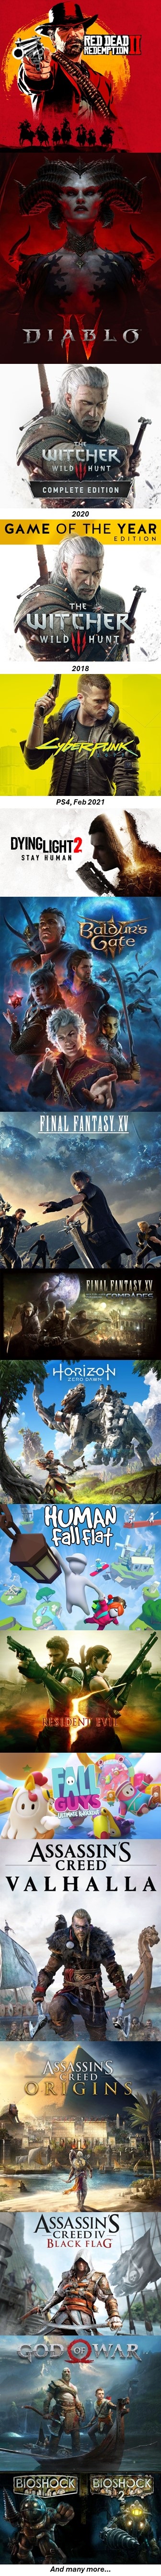 RED DEAD
REDEMPTION II
DIABLO
IV
THE
WITCHER
WILD HUNT
COMPLETE EDITION
2020
GAME OF THE YEAR
EDITION
THE
WITCHER
WILD HUNT
2018
Cyberpunk
PS4, Feb 2021
DYING LIGHT 2
STAY HUMAN
BALDUR'S
GATE
FINAL FANTASY XV
FINAL FANTASY XV
COMRADES
HORIZON
ZERO DAWN
HUMAN
fall flat
RESIDENT EVIL
5
FALL
GUYS
ULTIMATE KNOCKOUT
ASSASSIN'S
CREED
VALHALLA
ASSASSIN'S
CREED
ORIGINS
ASSASSIN'S
CREED IV
BLACK FLAG
GOD OF WAR
BIOSHOCK
BIOSHOCK
2
And many more...